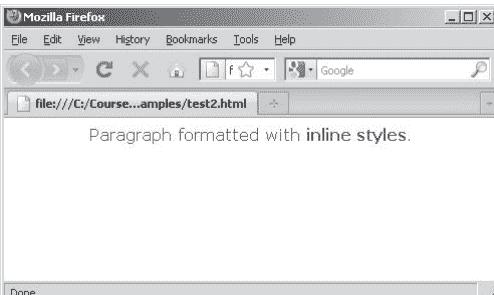 Mozilla Firefox
File Edit View History Bookmarks Tools Help
Google
file:///C:/Course...amples/test2.html
Paragraph formatted with inline styles.
Done